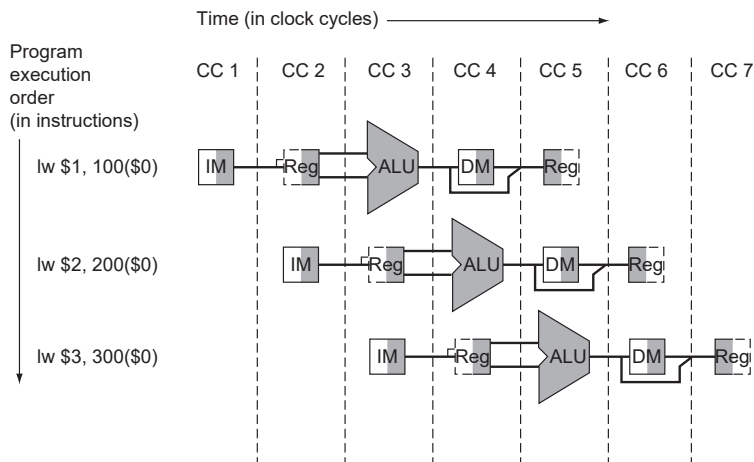 Time (in clock cycles)
Program
execution
order
(in instructions)
CC 1 CC 2 CC 3 CC 4 CC 5 CC 6 CC 7
lw $1, 100($0) IM Reg ALU DM Reg
lw $2, 200($0) IM Reg ALU DM Reg
lw $3, 300($0) IM Reg ALU DM Reg